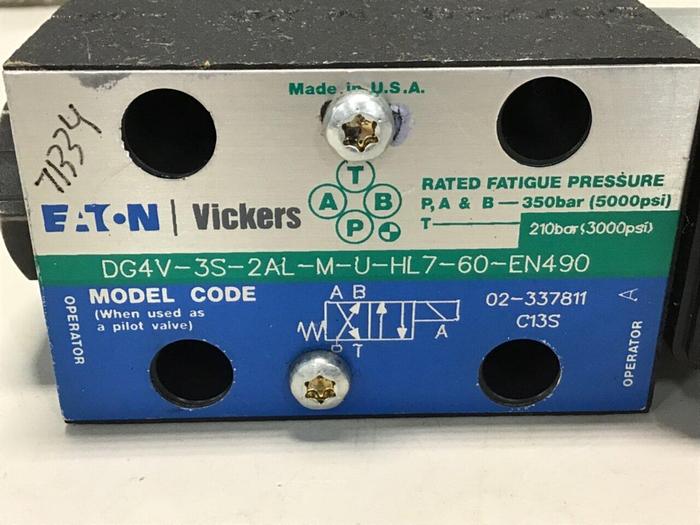 Made in U.S.A.
71334
T
A B
P
EATON | Vickers
RATED FATIGUE PRESSURE
P, A & B — 350bar (5000psi)
T — 210bar (3000psi)
DG4V-3S-2AL-M-U-HL7-60-EN490
MODEL CODE
(When used as
a pilot valve)
A B
P T
A
02-337811
C13S
OPERATOR
OPERATOR A